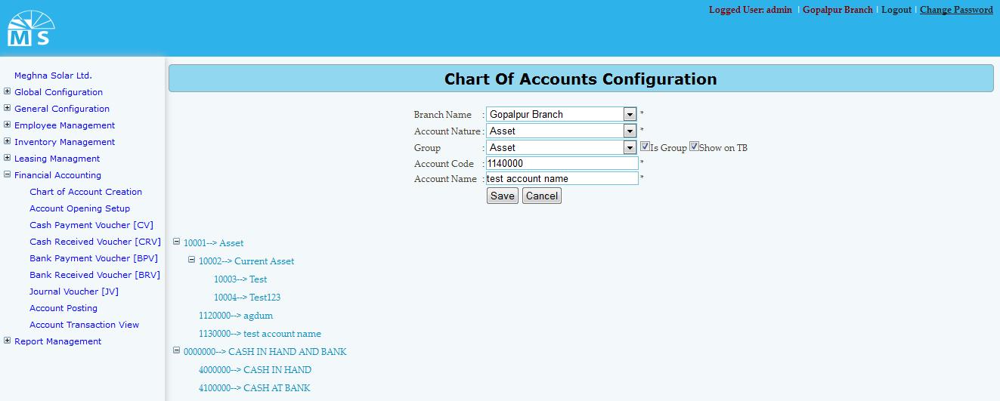 Logged User: admin | Gopalpur Branch | Logout | Change Password
M S
Meghna Solar Ltd.
Global Configuration
General Configuration
Employee Management
Inventory Management
Leasing Managment
Financial Accounting
Chart of Account Creation
Account Opening Setup
Cash Payment Voucher [CV]
Cash Received Voucher [CRV]
Bank Payment Voucher [BPV]
Bank Received Voucher [BRV]
Journal Voucher [JV]
Account Posting
Account Transaction View
Report Management
Chart Of Accounts Configuration
Branch Name : Gopalpur Branch *
Account Nature : Asset *
Group : Asset Is Group Show on TB
Account Code : 1140000 *
Account Name : test account name *
Save Cancel
10001--> Asset
10002--> Current Asset
10003--> Test
10004--> Test123
1120000--> agdum
1130000--> test account name
0000000--> CASH IN HAND AND BANK
4000000--> CASH IN HAND
4100000--> CASH AT BANK